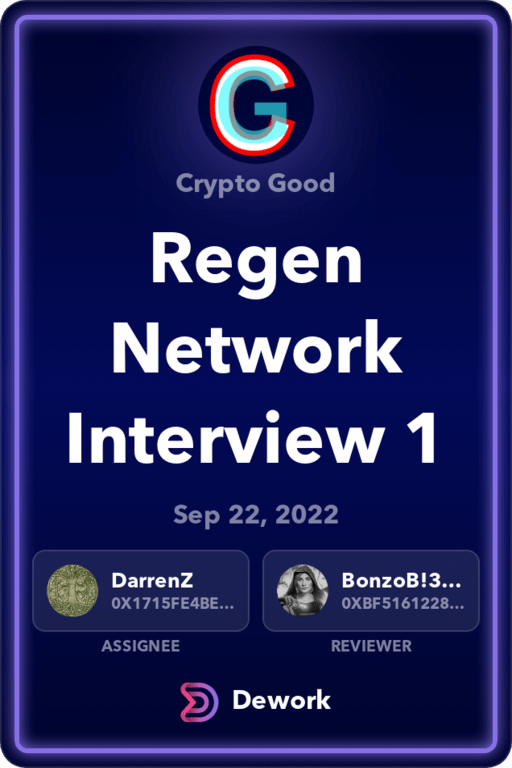 Crypto Good
Regen
Network
Interview 1
Sep 22, 2022
DarrenZ
0X1715FE4BE...
ASSIGNEE
BonzoB!3...
0XBF5161228...
REVIEWER
Dework